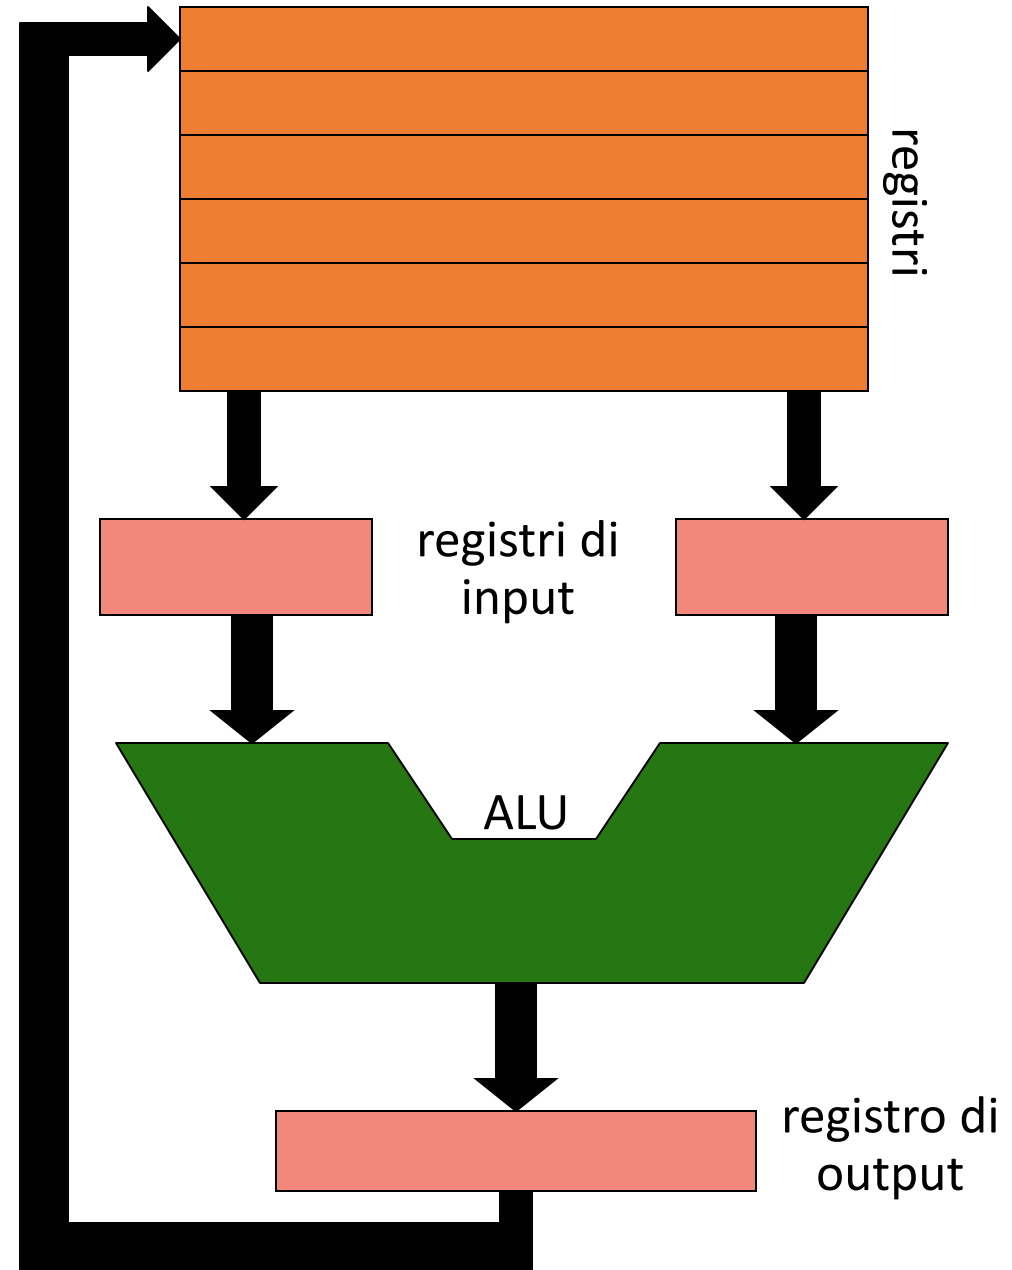 registri
registri di
input
ALU
registro di
output